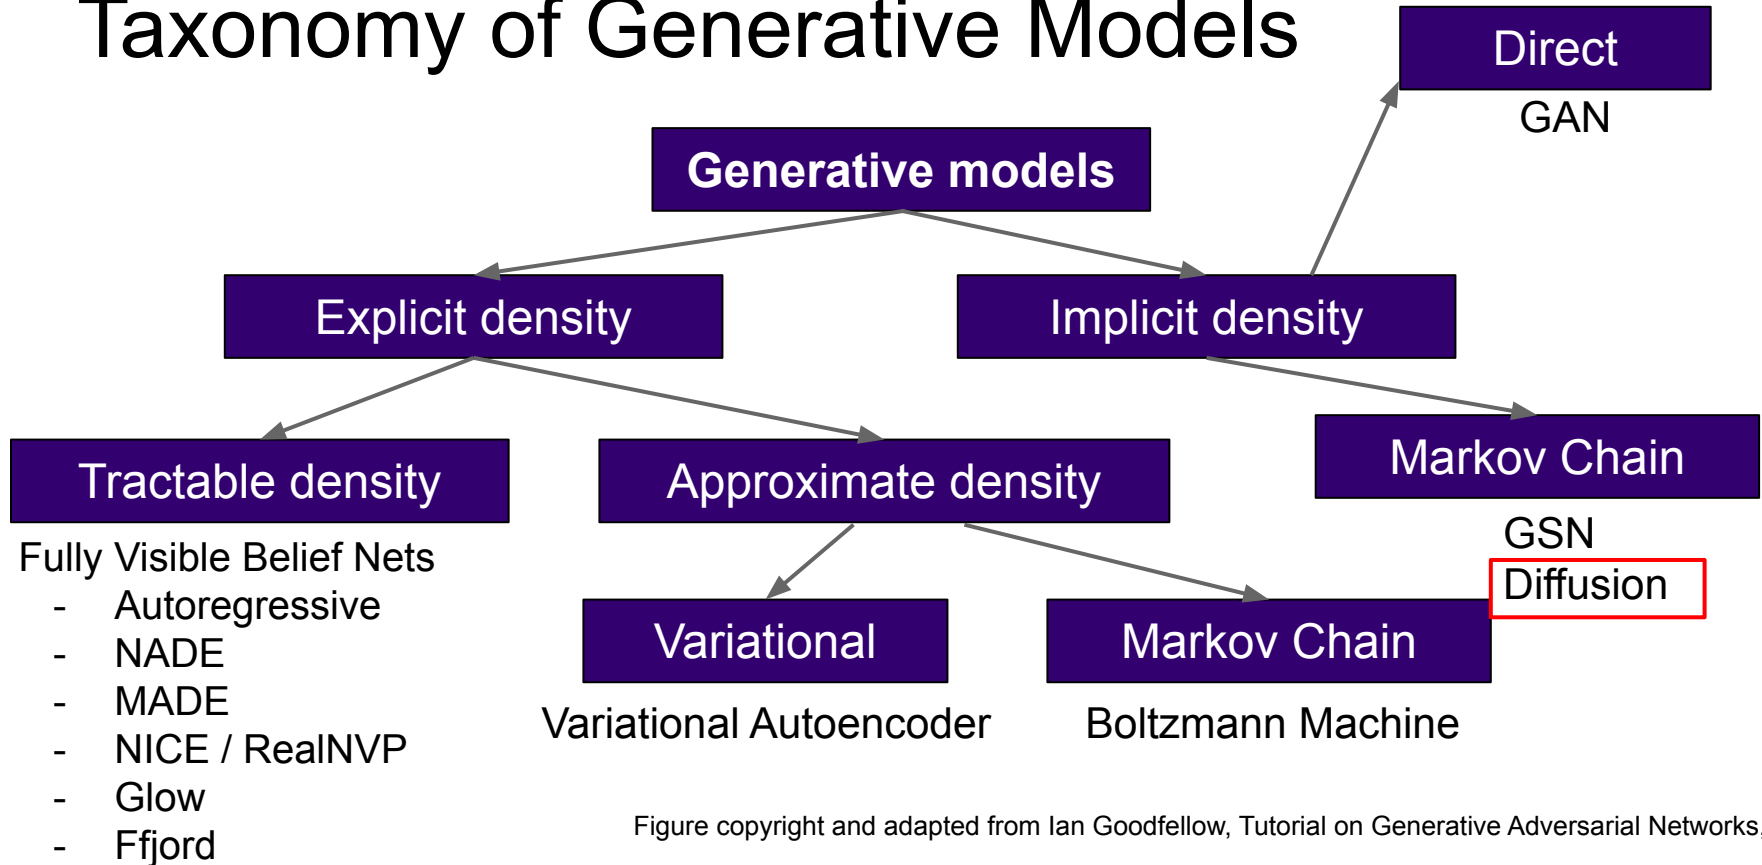 Taxonomy of Generative Models
Direct
GAN
Generative models
Explicit density
Implicit density
Tractable density
Approximate density
Markov Chain
GSN
Diffusion
Fully Visible Belief Nets
- Autoregressive
- NADE
- MADE
- NICE / RealNVP
- Glow
- Ffjord
Variational
Markov Chain
Variational Autoencoder
Boltzmann Machine
Figure copyright and adapted from Ian Goodfellow, Tutorial on Generative Adversarial Networks,